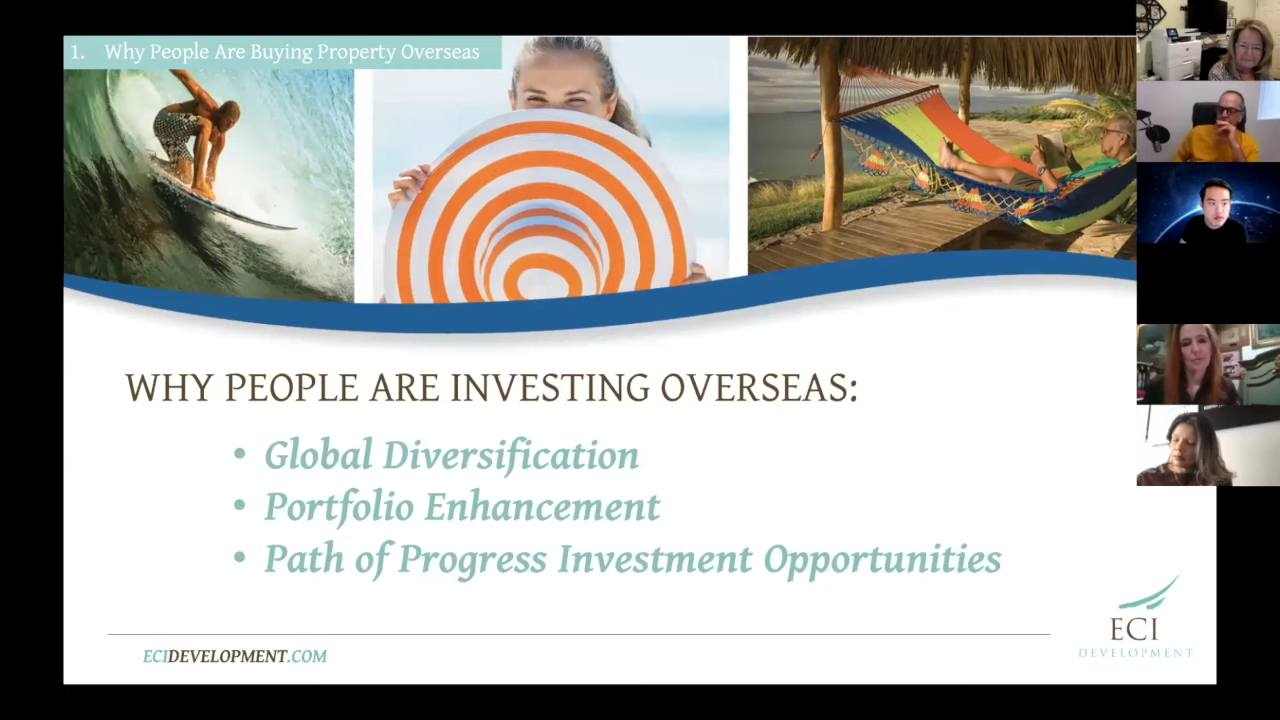 1. Why People Are Buying Property Overseas
WHY PEOPLE ARE INVESTING OVERSEAS:
• Global Diversification
• Portfolio Enhancement
• Path of Progress Investment Opportunities
ECIDEVELOPMENT.COM
ECI
DEVELOPMENT